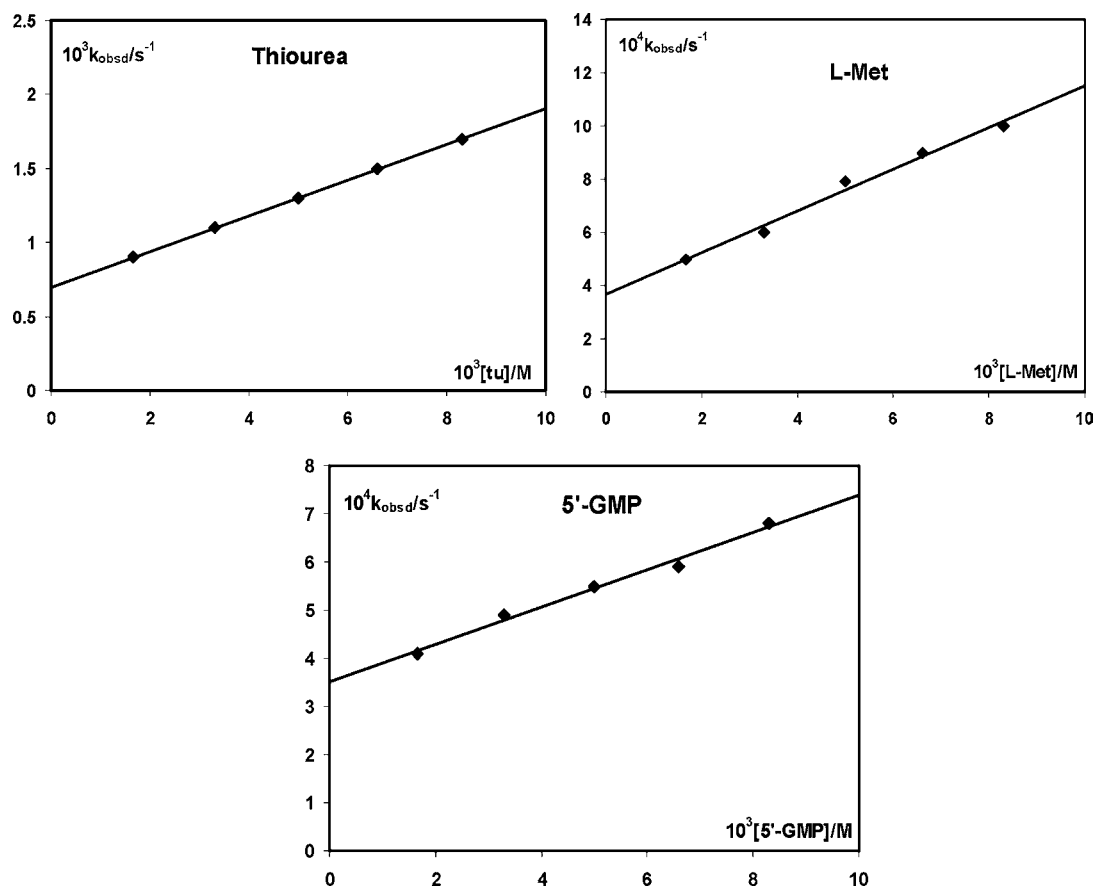 2.5
10³k_obsd/s⁻¹
Thiourea
2
1.5
1
0.5
10³[tu]/M
0
0 2 4 6 8 10
14
10⁴k_obsd/s⁻¹
L-Met
12
10
8
6
4
2
10³[L-Met]/M
0
0 2 4 6 8 10
8
10⁴k_obsd/s⁻¹
5'-GMP
7
6
5
4
3
2
1
10³[5'-GMP]/M
0
0 2 4 6 8 10